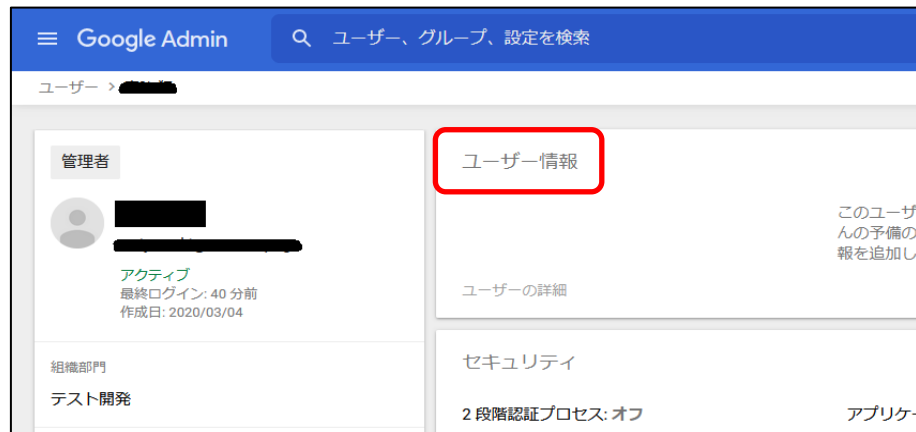 Google Admin
ユーザー、グループ、設定を検索
ユーザー >
管理者
アクティブ
最終ログイン: 40 分前
作成日: 2020/03/04
組織部門
テスト開発
ユーザー情報
このユーザ
んの予備の
報を追加し
ユーザーの詳細
セキュリティ
2 段階認証プロセス: オフ
アプリケー